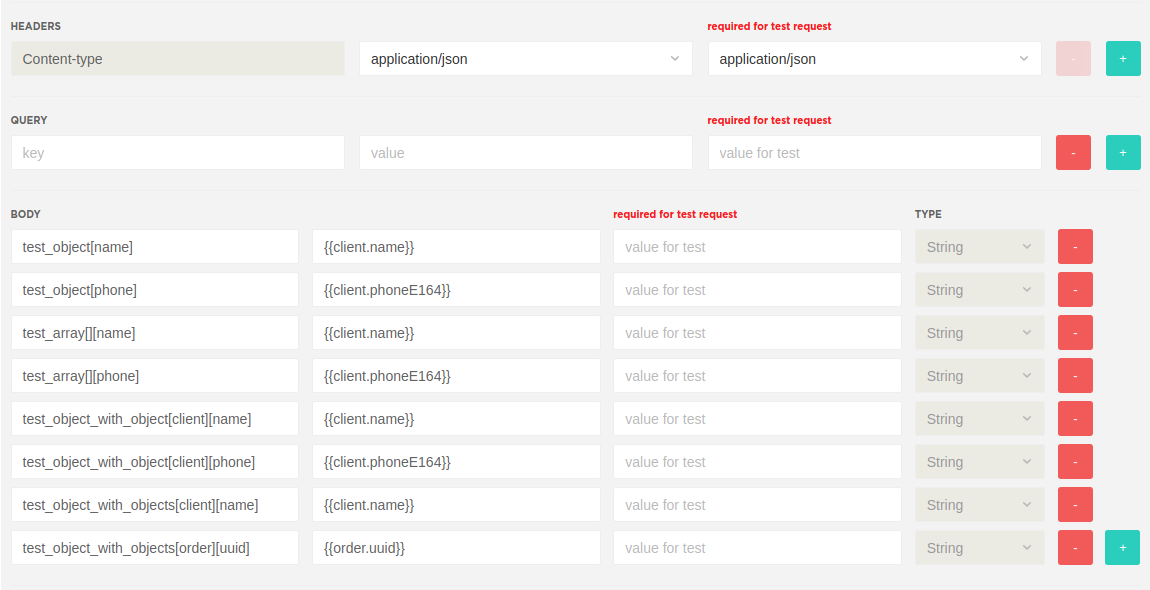 HEADERS required for test request
Content-type application/json application/json - +
QUERY required for test request
key value value for test - +
BODY required for test request TYPE
test_object[name] {{client.name}} value for test String -
test_object[phone] {{client.phoneE164}} value for test String -
test_array[][name] {{client.name}} value for test String -
test_array[][phone] {{client.phoneE164}} value for test String -
test_object_with_object[client][name] {{client.name}} value for test String -
test_object_with_object[client][phone] {{client.phoneE164}} value for test String -
test_object_with_objects[client][name] {{client.name}} value for test String -
test_object_with_objects[order][uuid] {{order.uuid}} value for test String - +